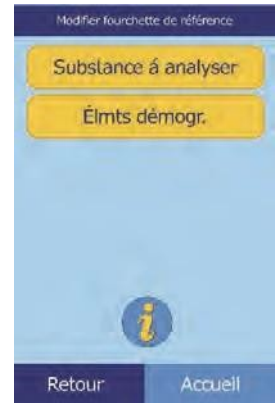 Modifier fourchette de référence
Substance á analyser
Élmts démogr.
i
Retour Accueil